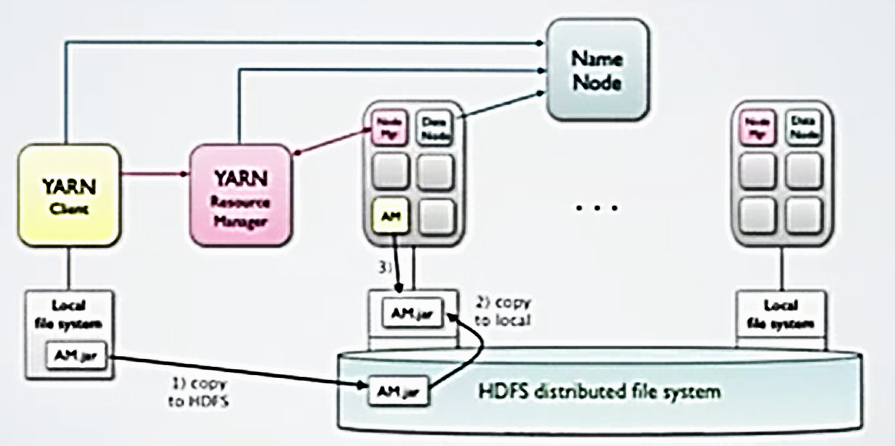 Name
Node
YARN
Client
YARN
Resource
Manager
Node
Mgr
Data
Node
AM
...
Node
Mgr
Data
Node
3)
Local
file system
AM.jar
1) copy
to HDFS
AM.jar
2) copy
to local
AM.jar
HDFS distributed file system
Local
file system